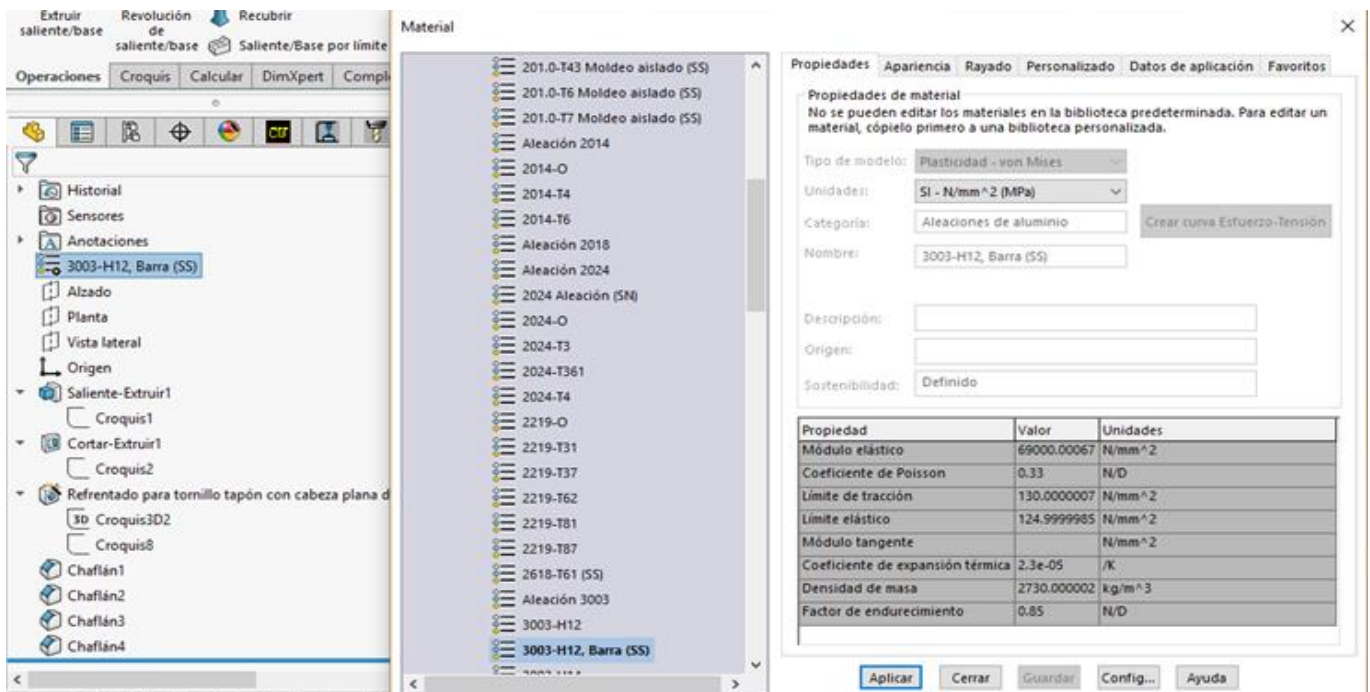 Extruir
saliente/base
Revolución
de
saliente/base
Recubrir
Saliente/Base por límite
Operaciones
Croquis
Calcular
DimXpert
Historial
Sensores
Anotaciones
3003-H12, Barra (SS)
Alzado
Planta
Vista lateral
Origen
Saliente-Extruir1
Croquis1
Cortar-Extruir1
Croquis2
Refrentado para tornillo tapón con cabeza plana d
3D Croquis3D2
Croquis8
Chaflán1
Chaflán2
Chaflán3
Chaflán4
Material
201.0-T43 Moldeo aislado (SS)
201.0-T6 Moldeo aislado (SS)
201.0-T7 Moldeo aislado (SS)
Aleación 2014
2014-O
2014-T4
2014-T6
Aleación 2018
Aleación 2024
2024 Aleación (SN)
2024-O
2024-T3
2024-T361
2024-T4
2219-O
2219-T31
2219-T37
2219-T62
2219-T81
2219-T87
2618-T61 (SS)
Aleación 3003
3003-H12
3003-H12, Barra (SS)
Propiedades Apariencia Rayado Personalizado Datos de aplicación Favoritos
Propiedades de material
No se pueden editar los materiales en la biblioteca predeterminada. Para editar un
material, cópielo primero a una biblioteca personalizada.
Tipo de modelo: Plasticidad - von Mises
Unidades: SI - N/mm^2 (MPa)
Categoría: Aleaciones de aluminio Crear curva Esfuerzo-Tensión
Nombre: 3003-H12, Barra (SS)
Descripción:
Origen:
Sostenibilidad: Definido
Propiedad Valor Unidades
Módulo elástico 69000.00067 N/mm^2
Coeficiente de Poisson 0.33 N/D
Límite de tracción 130.0000007 N/mm^2
Límite elástico 124.9999985 N/mm^2
Módulo tangente N/mm^2
Coeficiente de expansión térmica 2.3e-05 /K
Densidad de masa 2730.000002 kg/m^3
Factor de endurecimiento 0.85 N/D
Aplicar Cerrar Guardar Config... Ayuda